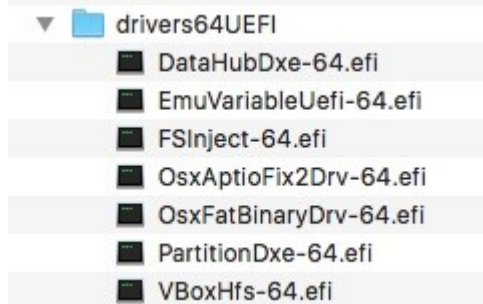 drivers64UEFI
DataHubDxe-64.efi
EmuVariableUefi-64.efi
FSInject-64.efi
OsxAptioFix2Drv-64.efi
OsxFatBinaryDrv-64.efi
PartitionDxe-64.efi
VBoxHfs-64.efi